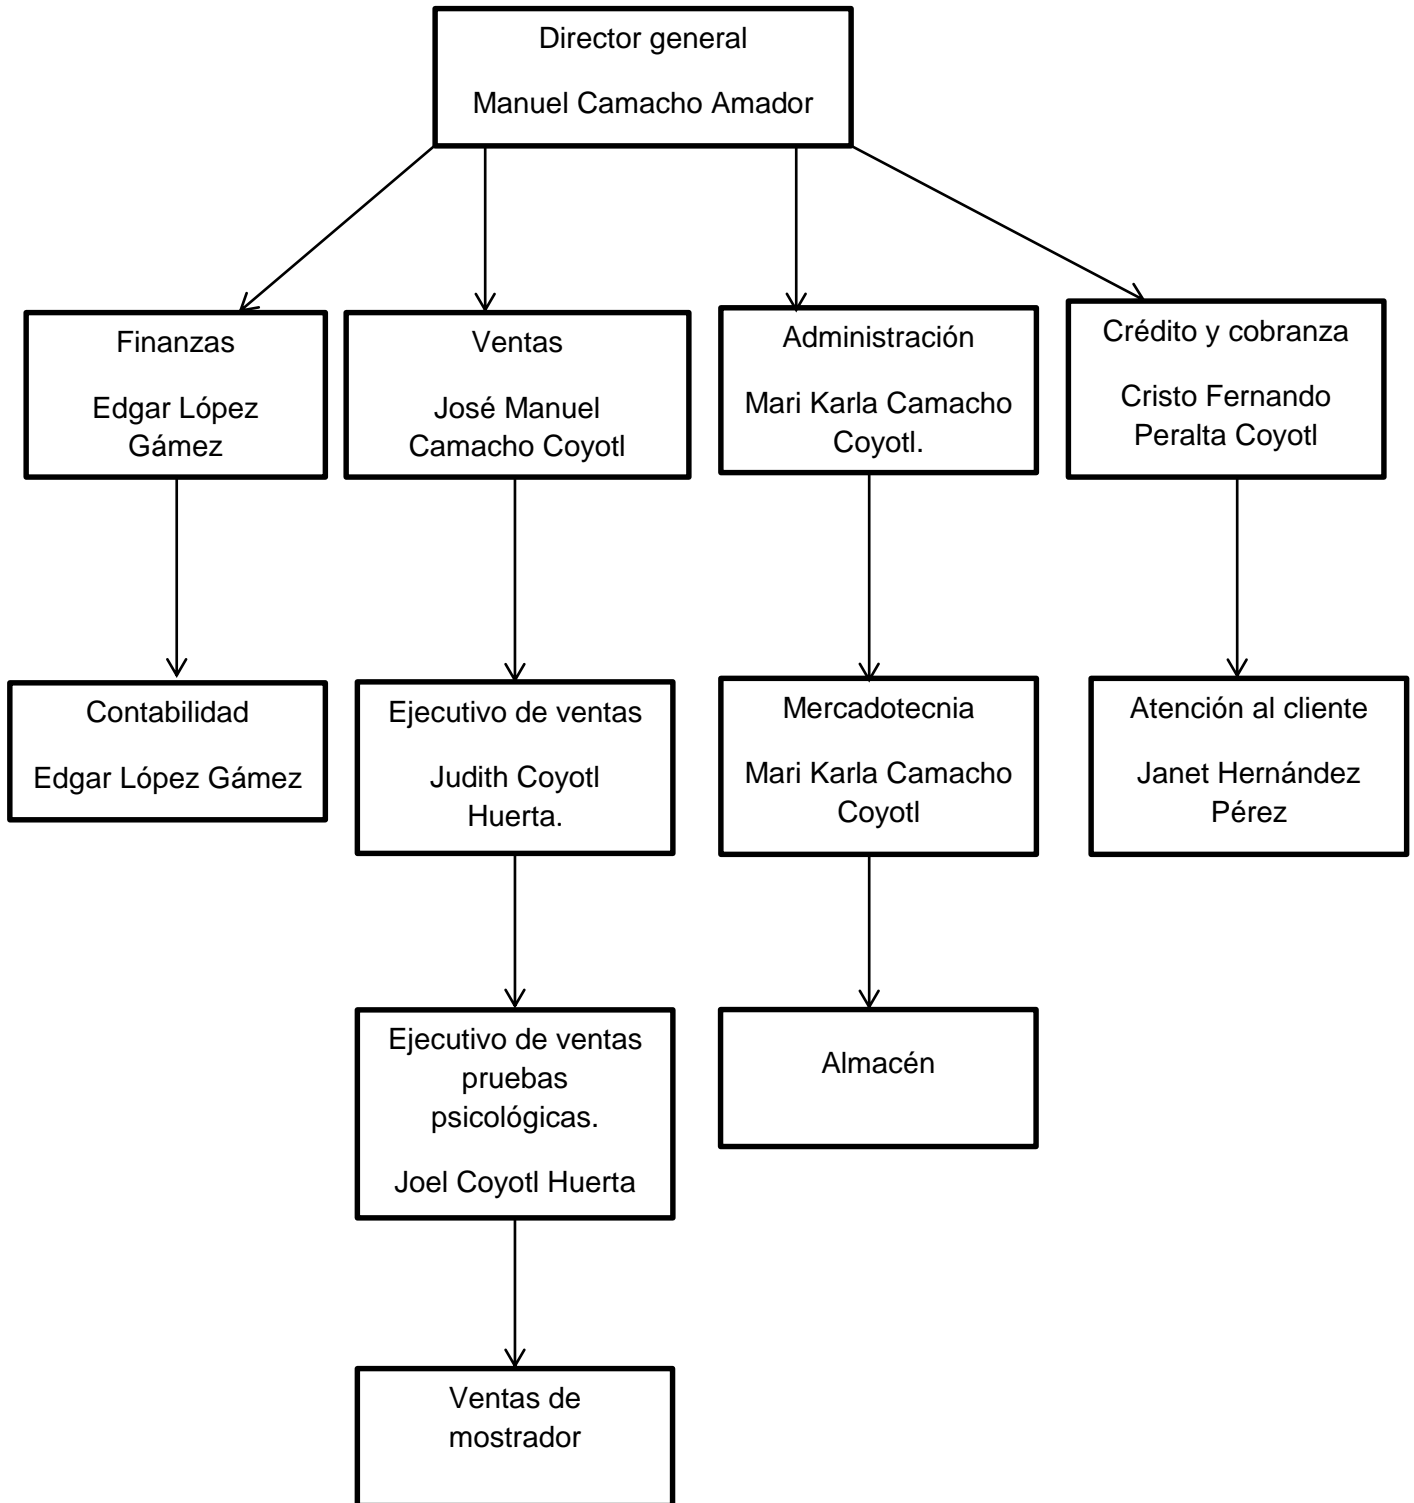 Director general
Manuel Camacho Amador
Finanzas
Edgar López
Gámez
Ventas
José Manuel
Camacho Coyotl
Administración
Mari Karla Camacho
Coyotl.
Crédito y cobranza
Cristo Fernando
Peralta Coyotl
Contabilidad
Edgar López Gámez
Ejecutivo de ventas
Judith Coyotl
Huerta.
Mercadotecnia
Mari Karla Camacho
Coyotl
Atención al cliente
Janet Hernández
Pérez
Ejecutivo de ventas
pruebas
psicológicas.
Joel Coyotl Huerta
Almacén
Ventas de
mostrador